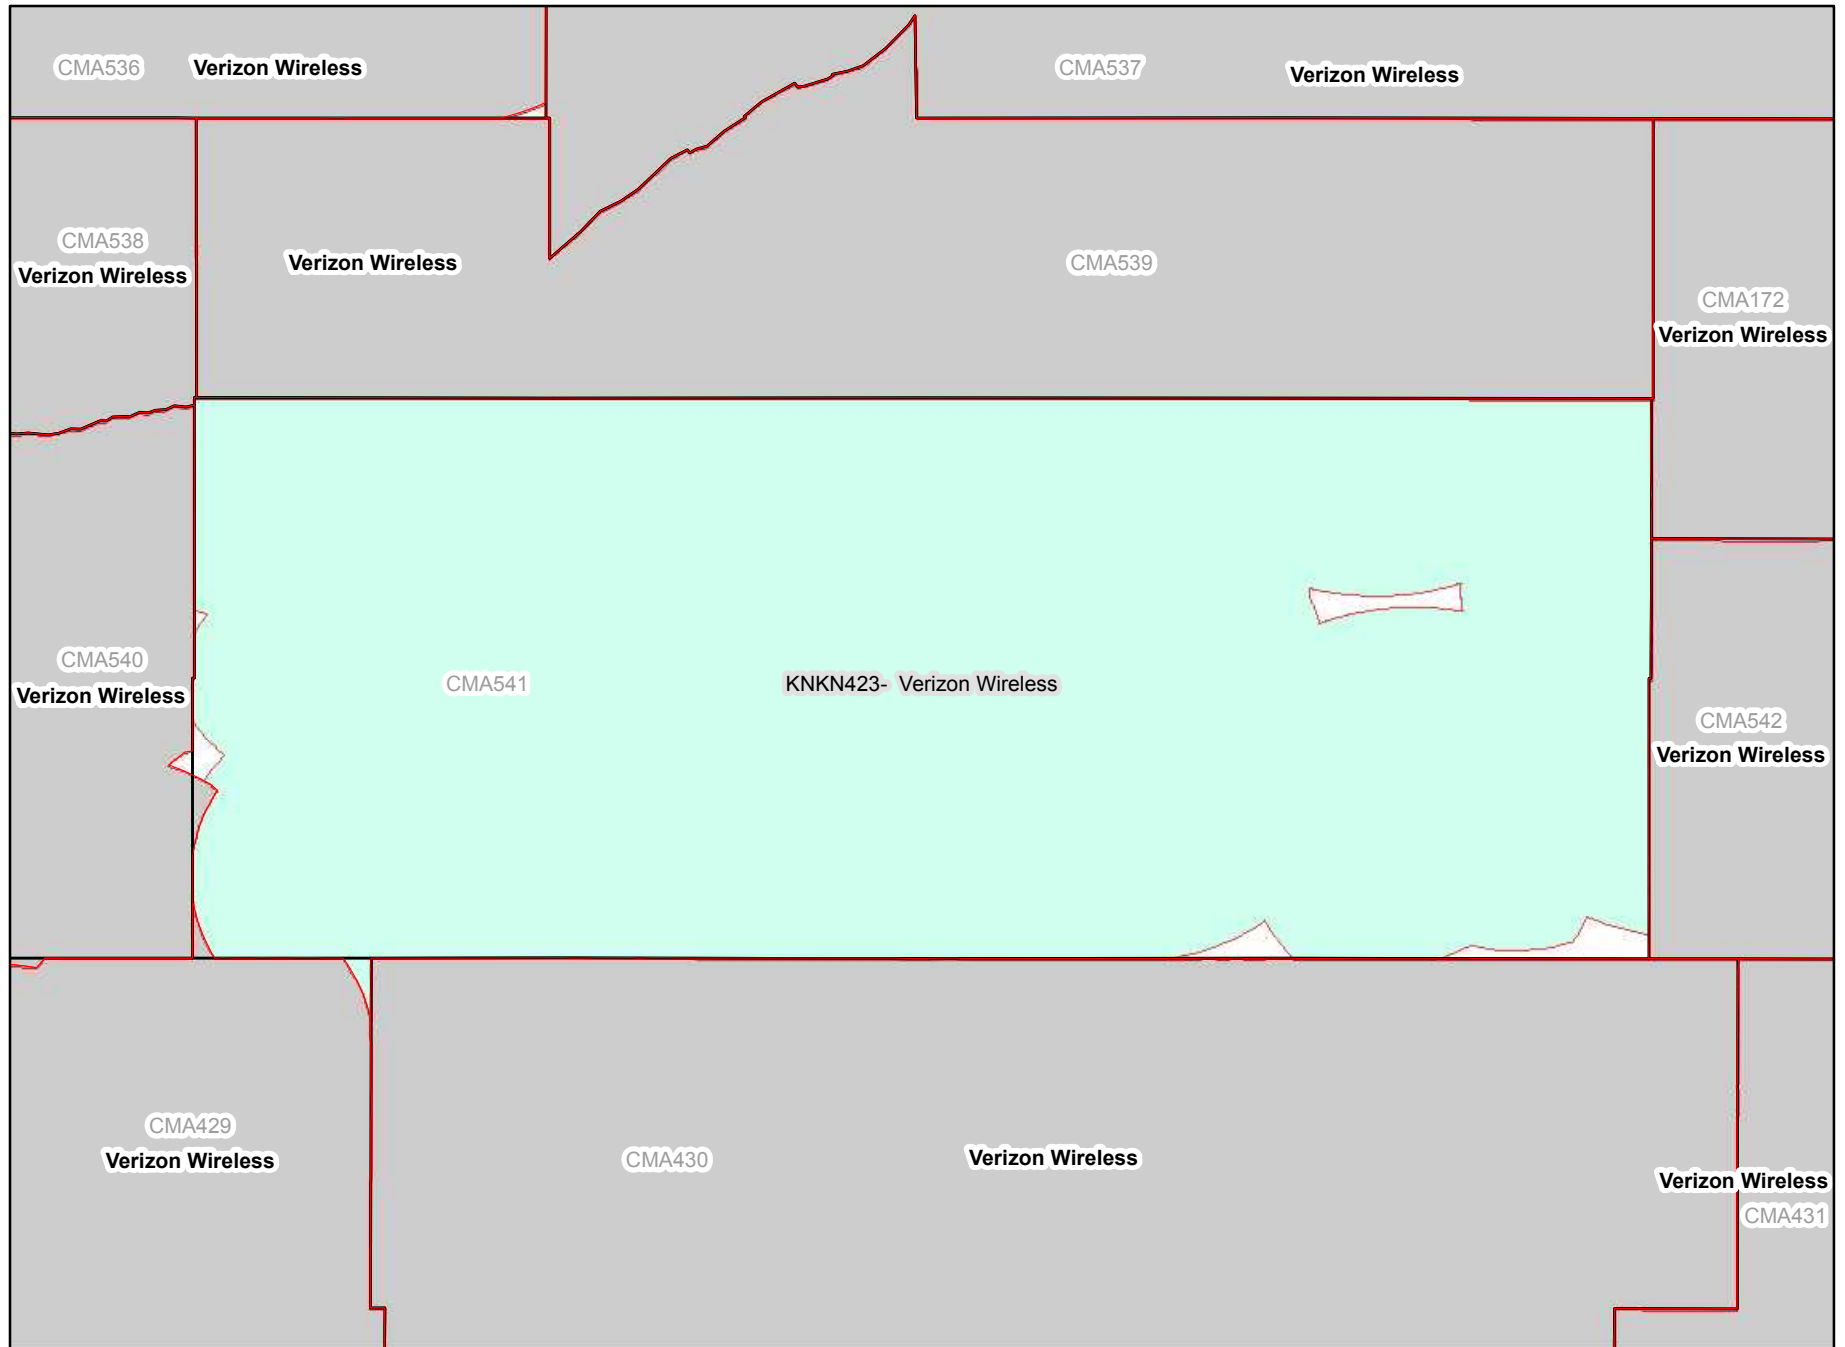 CMA536
Verizon Wireless
CMA537
Verizon Wireless
CMA538
Verizon Wireless
Verizon Wireless
CMA539
CMA172
Verizon Wireless
CMA540
Verizon Wireless
CMA541
KNKN423- Verizon Wireless
CMA542
Verizon Wireless
CMA429
Verizon Wireless
CMA430
Verizon Wireless
Verizon Wireless
CMA431